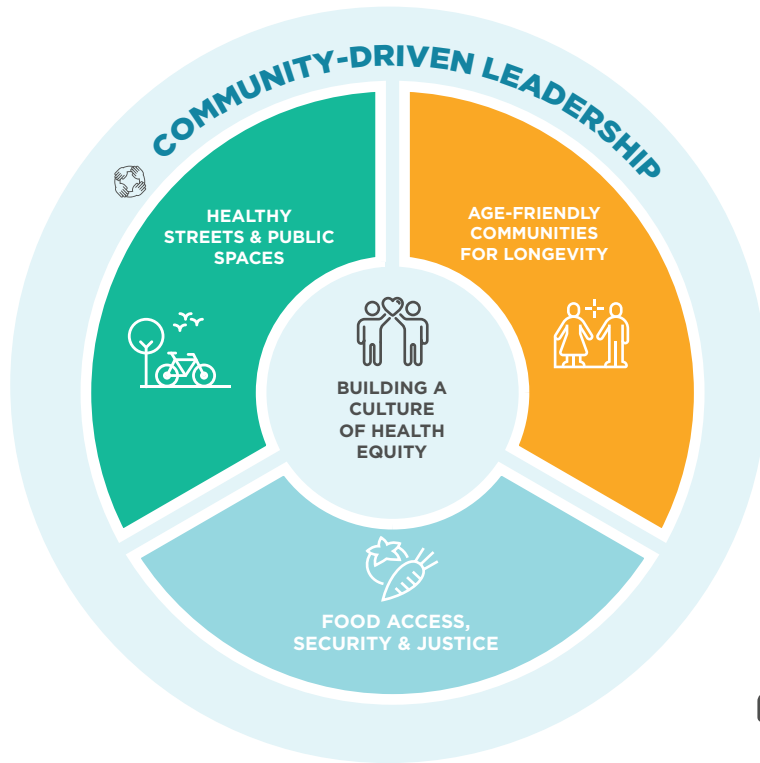 COMMUNITY-DRIVEN LEADERSHIP
HEALTHY
STREETS & PUBLIC
SPACES
AGE-FRIENDLY
COMMUNITIES
FOR LONGEVITY
BUILDING A
CULTURE
OF HEALTH
EQUITY
FOOD ACCESS,
SECURITY & JUSTICE